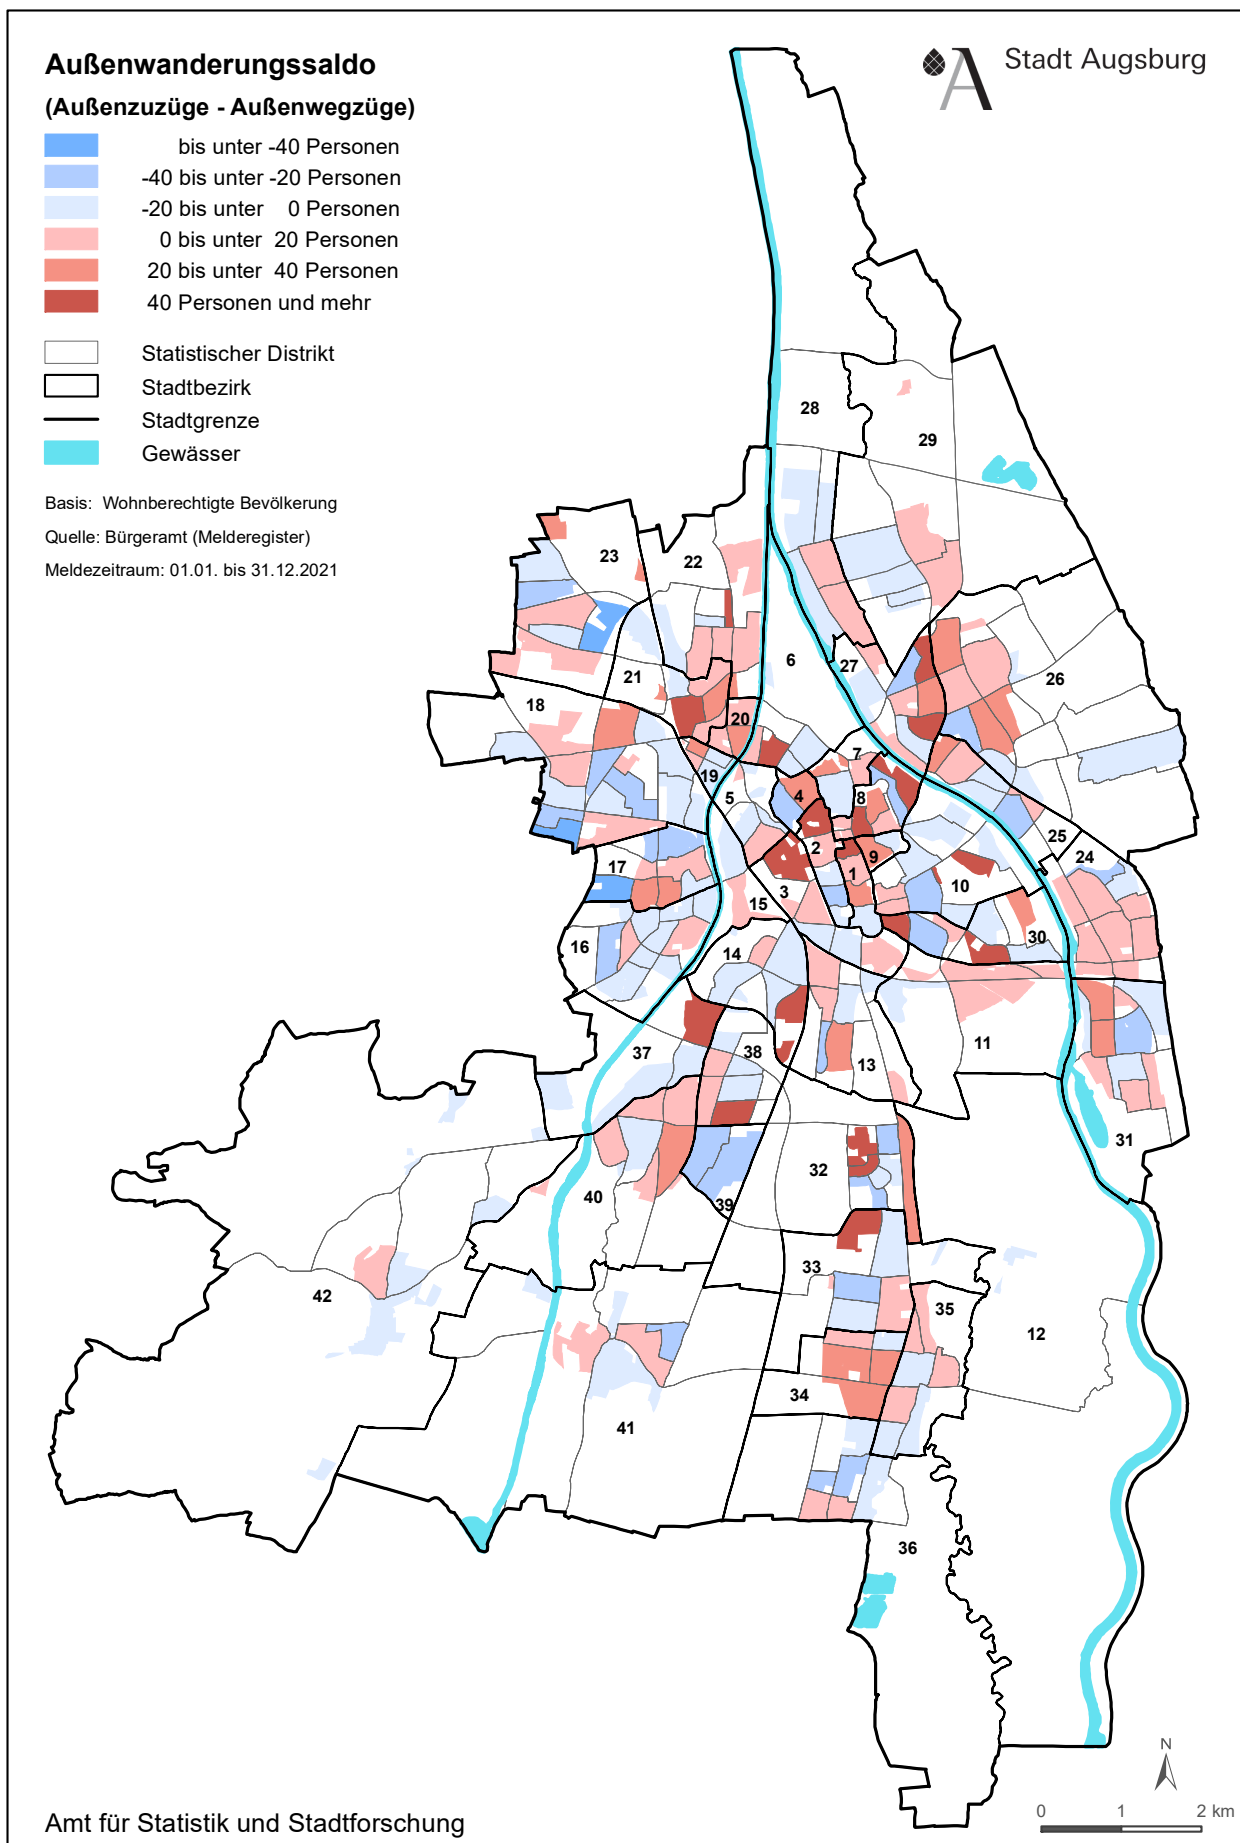 Außenwanderungssaldo
(Außenzuzüge - Außenwegzüge)
bis unter -40 Personen
-40 bis unter -20 Personen
-20 bis unter 0 Personen
0 bis unter 20 Personen
20 bis unter 40 Personen
40 Personen und mehr
Statistischer Distrikt
Stadtbezirk
Stadtgrenze
Gewässer
Basis: Wohnberechtigte Bevölkerung
Quelle: Bürgeramt (Melderegister)
Meldezeitraum: 01.01. bis 31.12.2021
A Stadt Augsburg
28
29
23
22
6
27
26
21
18
20
7
19
5
4
8
25
2
9
24
17
1
10
3
15
30
16
14
37
38
11
13
31
32
40
39
33
42
35
12
34
41
36
N
0 1 2 km
Amt für Statistik und Stadtforschung